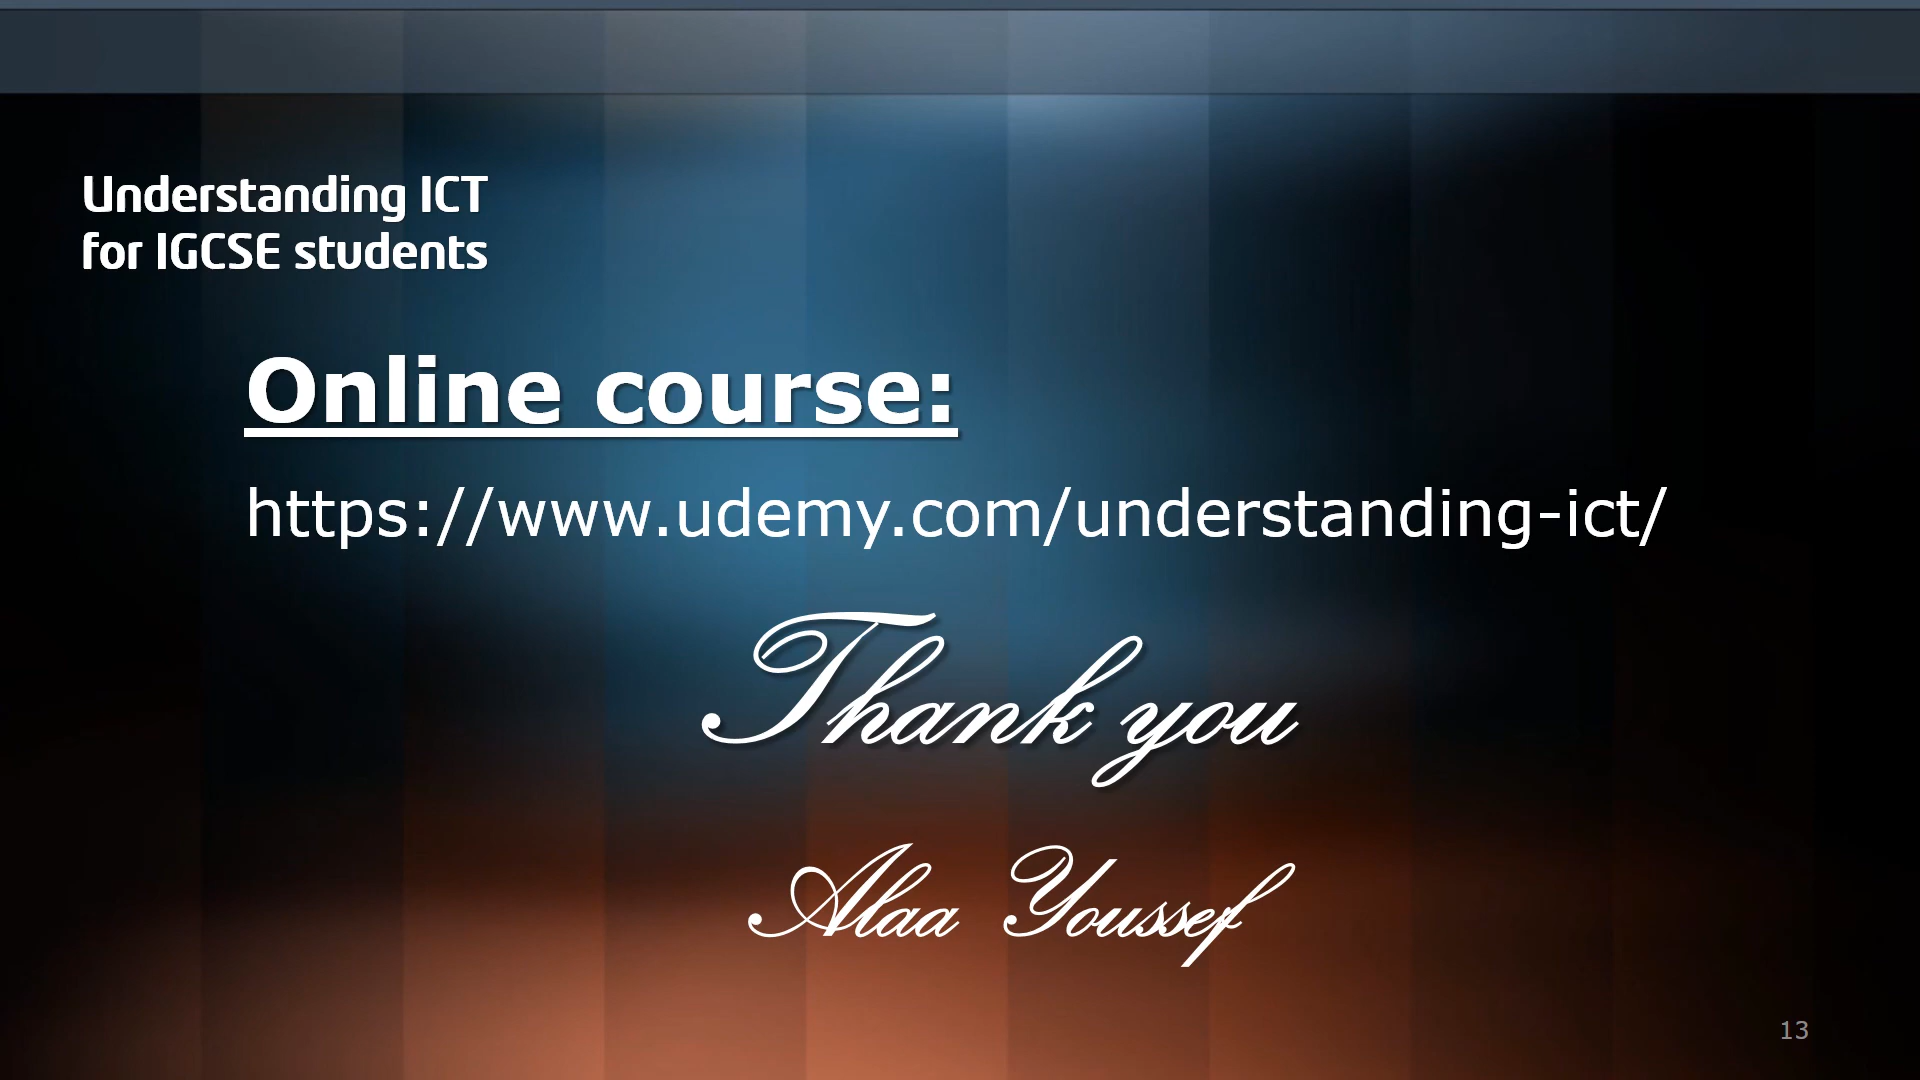 Understanding ICT
for IGCSE students
Online course:
https://www.udemy.com/understanding-ict/
Thank you
Alaa Youssef
13